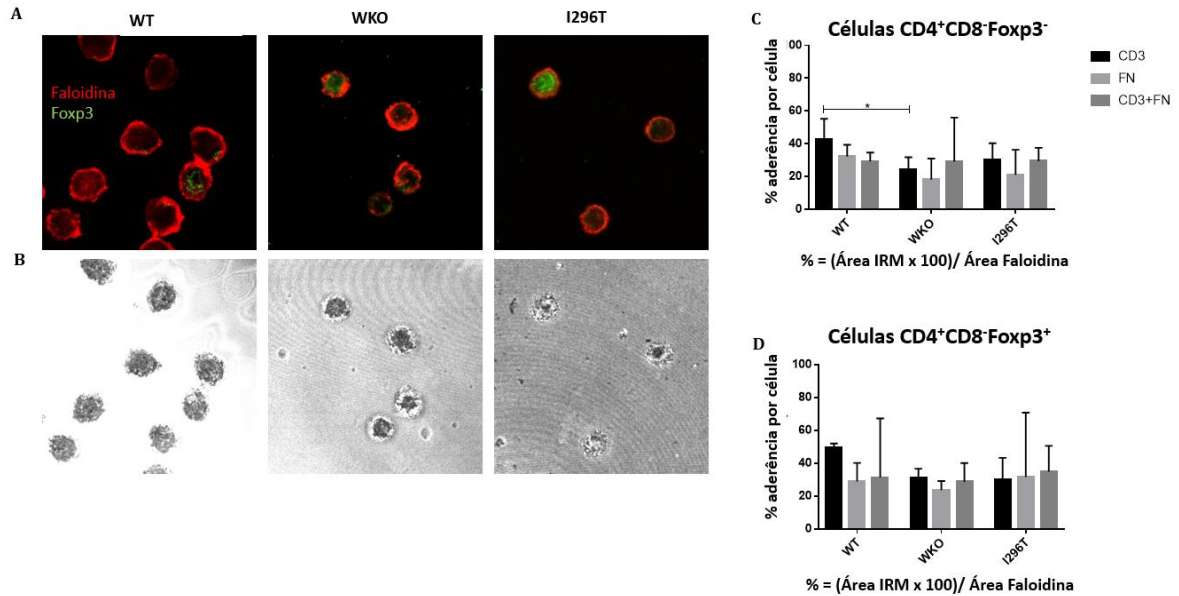 A
WT
WKO
I296T
Faloidina
Foxp3
B
C
Células CD4⁺CD8⁻Foxp3⁻
% aderência por célula
00
80
60
40
20
0
*
WT
WKO
I296T
CD3
FN
CD3+FN
% = (Área IRM x 100)/ Área Faloidina
D
Células CD4⁺CD8⁻Foxp3⁺
% aderência por célula
100
80
60
40
20
0
WT
WKO
I296T
% = (Área IRM x 100)/ Área Faloidina